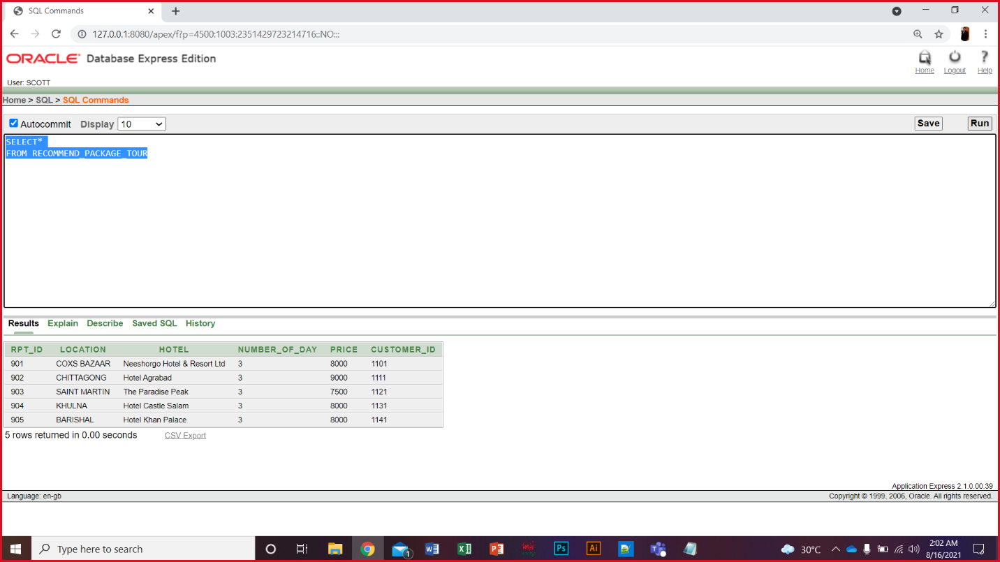 SQL Commands
127.0.0.1:8080/apex/f?p=4500:1003:2351429723214716::NO:::
ORACLE Database Express Edition
Home Logout Help
User: SCOTT
Home > SQL > SQL Commands
Autocommit Display 10 Save Run
SELECT*
FROM RECOMMEND_PACKAGE_TOUR
Results Explain Describe Saved SQL History
RPT_ID LOCATION HOTEL NUMBER_OF_DAY PRICE CUSTOMER_ID
901 COXS BAZAAR Neeshorgo Hotel & Resort Ltd 3 8000 1101
902 CHITTAGONG Hotel Agrabad 3 9000 1111
903 SAINT MARTIN The Paradise Peak 3 7500 1121
904 KHULNA Hotel Castle Salam 3 8000 1131
905 BARISHAL Hotel Khan Palace 3 8000 1141
5 rows returned in 0.00 seconds CSV Export
Application Express 2.1.0.00.39
Language: en-gb Copyright © 1999, 2006, Oracle. All rights reserved.
Type here to search 1 Ps Ai 30°C 2:02 AM
8/16/2021